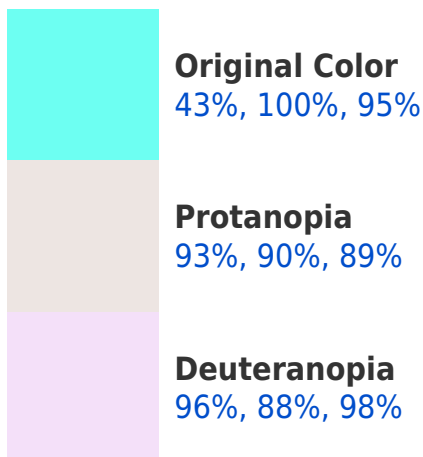 Original Color
43%, 100%, 95%
Protanopia
93%, 90%, 89%
Deuteranopia
96%, 88%, 98%